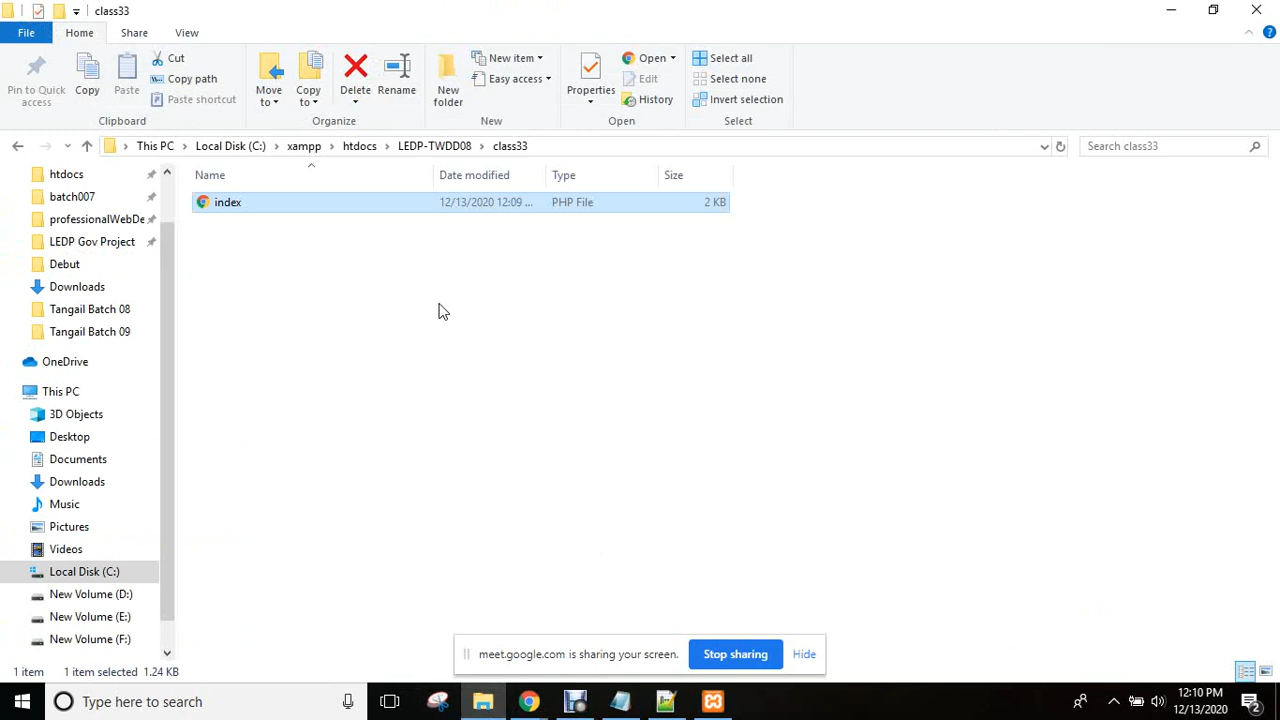 class33
File Home Share View
Pin to Quick access
Copy
Paste
Cut
Copy path
Paste shortcut
Clipboard
Move to
Copy to
Delete
Rename
Organize
New folder
New item
Easy access
New
Properties
Open
Edit
History
Open
Select all
Select none
Invert selection
Select
This PC Local Disk (C:) xampp htdocs LEDP-TWDD08 class33
Search class33
Name Date modified Type Size
index 12/13/2020 12:09 ... PHP File 2 KB
htdocs
batch007
professionalWebDe
LEDP Gov Project
Debut
Downloads
Tangail Batch 08
Tangail Batch 09
OneDrive
This PC
3D Objects
Desktop
Documents
Downloads
Music
Pictures
Videos
Local Disk (C:)
New Volume (D:)
New Volume (E:)
New Volume (F:)
meet.google.com is sharing your screen. Stop sharing Hide
1 item 1 item selected 1.24 KB
Type here to search
12:10 PM
12/13/2020
2